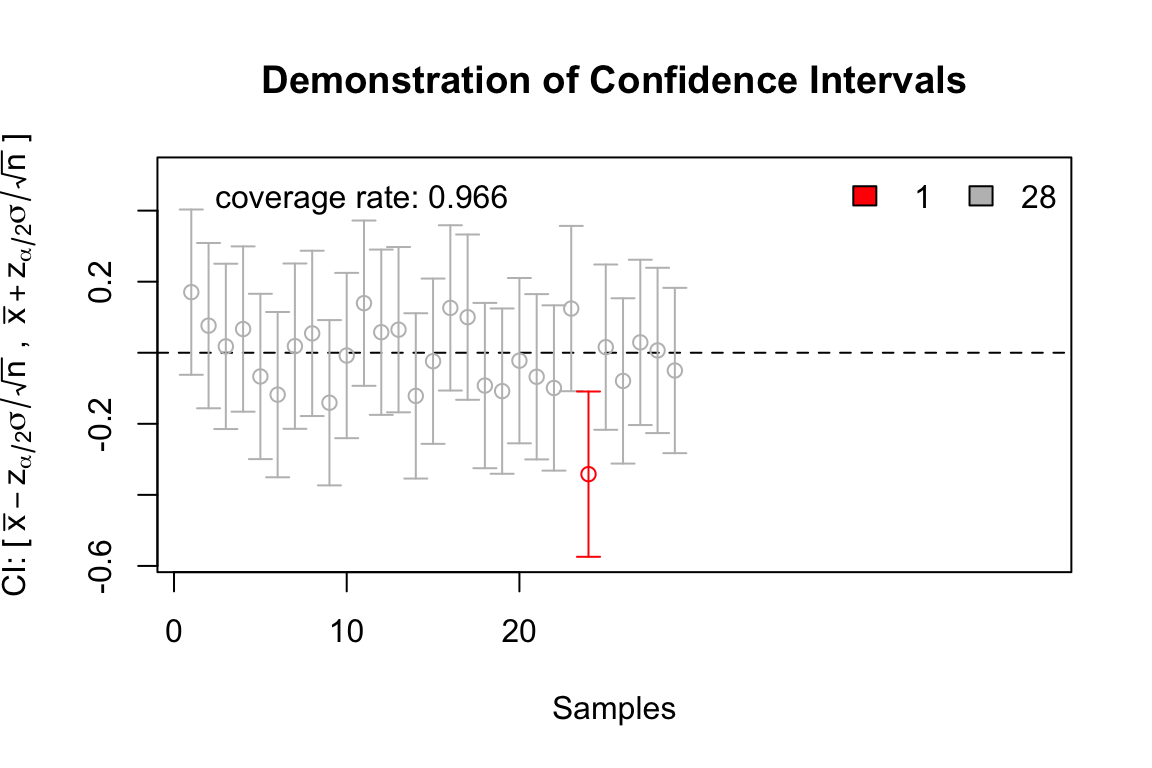 Demonstration of Confidence Intervals
CI: [ x̅ − zα/2σ/√n , x̅ + zα/2σ/√n ]
coverage rate: 0.966
1
28
0.2
-0.2
-0.6
0 10 20
Samples